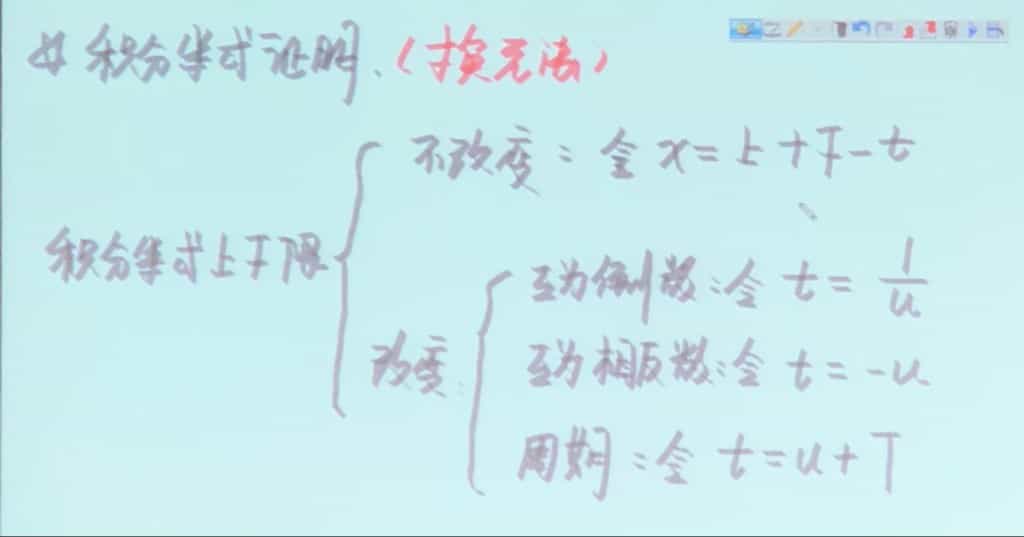 4> 积分等式证明.(换元法)
不改变:令 x=上+下-t
积分等式上下限
互为倒数:令 t=1/u
改变:
互为相反数:令 t=-u
周期:令 t=u+T